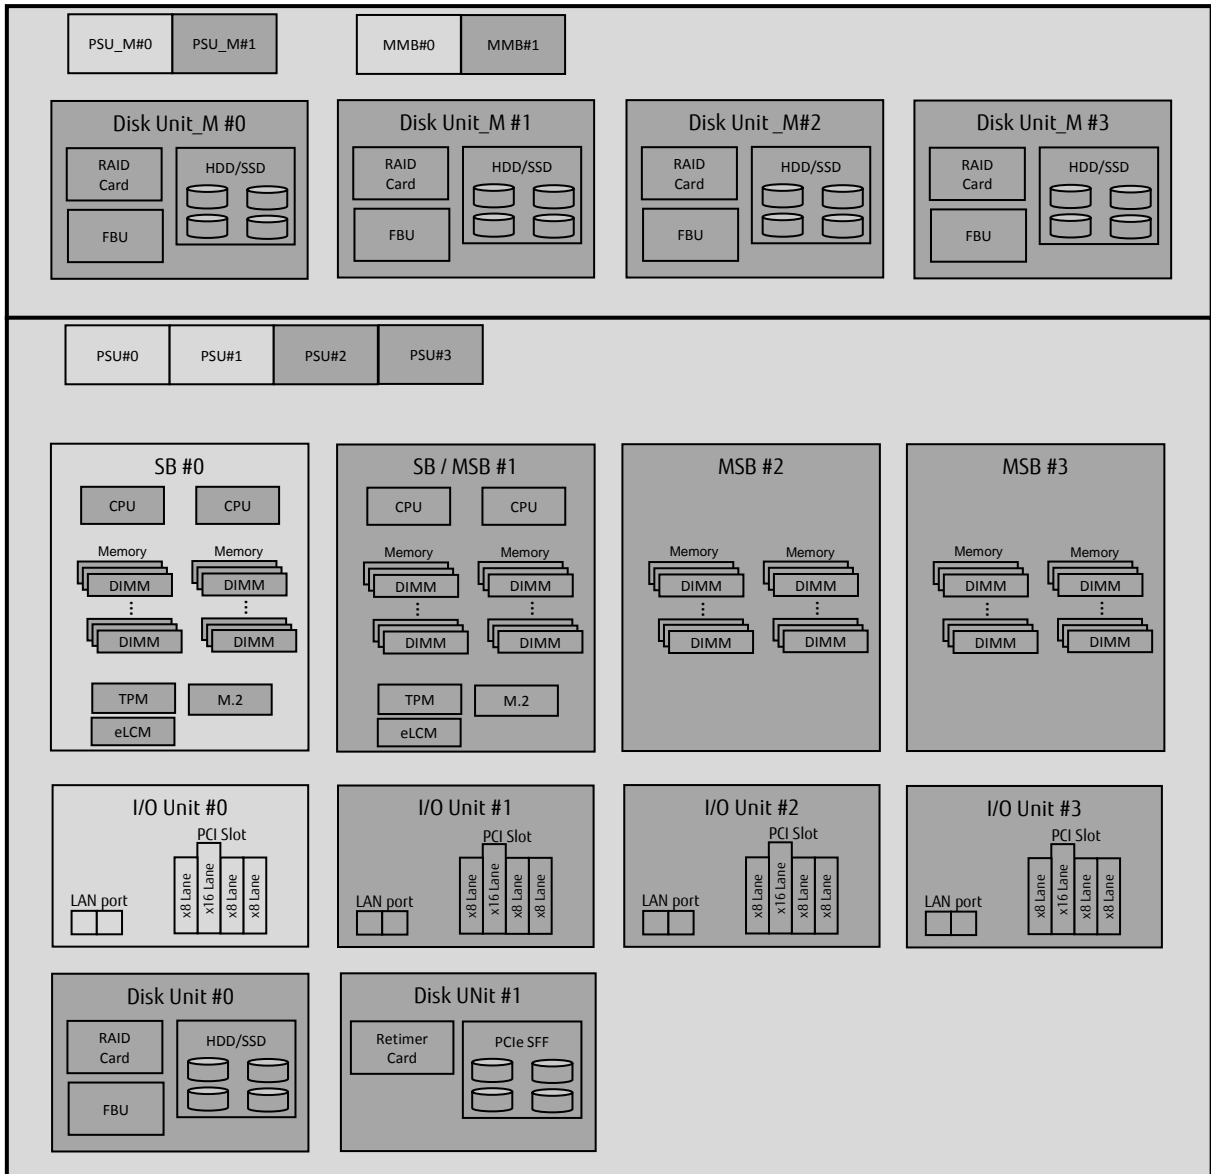 PSU_M#0 PSU_M#1 MMB#0 MMB#1
Disk Unit_M #0
RAID
Card
HDD/SSD
FBU
Disk Unit_M #1
RAID
Card
HDD/SSD
FBU
Disk Unit _M#2
RAID
Card
HDD/SSD
FBU
Disk Unit_M #3
RAID
Card
HDD/SSD
FBU
PSU#0 PSU#1 PSU#2 PSU#3
SB #0
CPU CPU
Memory Memory
DIMM DIMM
⋮ ⋮
DIMM DIMM
TPM M.2
eLCM
SB / MSB #1
CPU CPU
Memory Memory
DIMM DIMM
⋮ ⋮
DIMM DIMM
TPM M.2
eLCM
MSB #2
Memory Memory
DIMM DIMM
⋮ ⋮
DIMM DIMM
MSB #3
Memory Memory
DIMM DIMM
⋮ ⋮
DIMM DIMM
I/O Unit #0
PCI Slot
LAN port
x8 Lane
x16 Lane
x8 Lane
x8 Lane
I/O Unit #1
PCI Slot
LAN port
x8 Lane
x16 Lane
x8 Lane
x8 Lane
I/O Unit #2
PCI Slot
LAN port
x8 Lane
x16 Lane
x8 Lane
x8 Lane
I/O Unit #3
PCI Slot
LAN port
x8 Lane
x16 Lane
x8 Lane
x8 Lane
Disk Unit #0
RAID
Card
HDD/SSD
FBU
Disk UNit #1
Retimer
Card
PCIe SFF